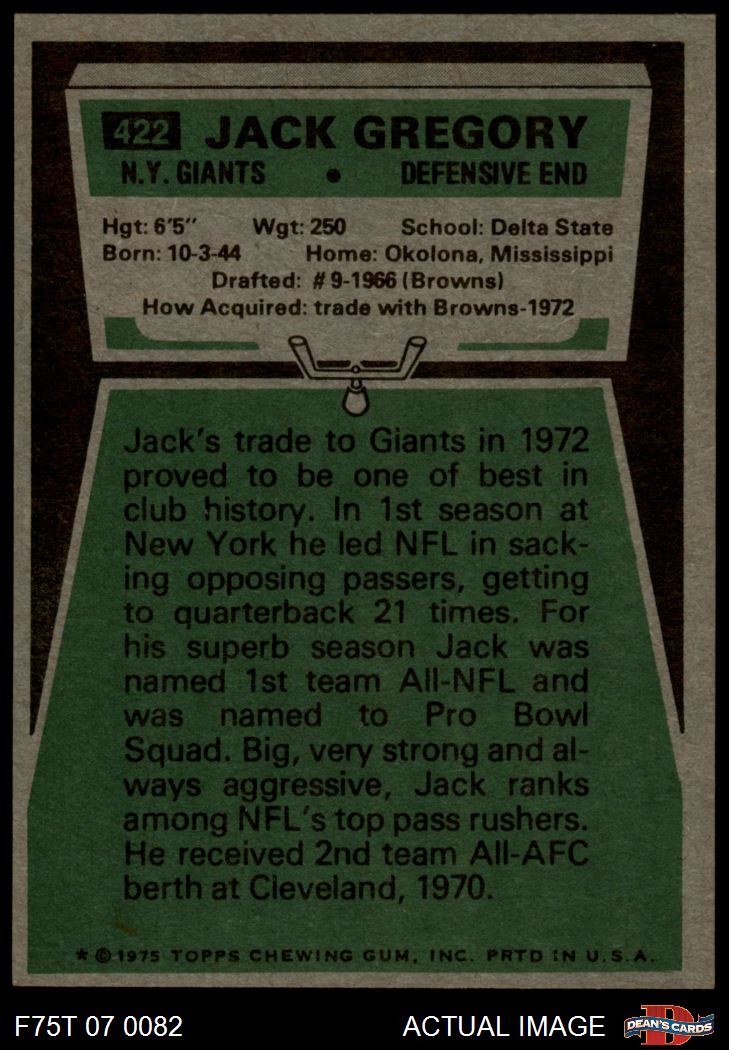 422 JACK GREGORY
N.Y. GIANTS • DEFENSIVE END
Hgt: 6'5" Wgt: 250 School: Delta State
Born: 10-3-44 Home: Okolona, Mississippi
Drafted: #9-1966 (Browns)
How Acquired: trade with Browns-1972
Jack's trade to Giants in 1972
proved to be one of best in
club history. In 1st season at
New York he led NFL in sack-
ing opposing passers, getting
to quarterback 21 times. For
his superb season Jack was
named 1st team All-NFL and
was named to Pro Bowl
Squad. Big, very strong and al-
ways aggressive, Jack ranks
among NFL's top pass rushers.
He received 2nd team All-AFC
berth at Cleveland, 1970.
* © 1975 TOPPS CHEWING GUM, INC. PRTD IN U.S.A.
F75T 07 0082 ACTUAL IMAGE D DEAN'S CARDS